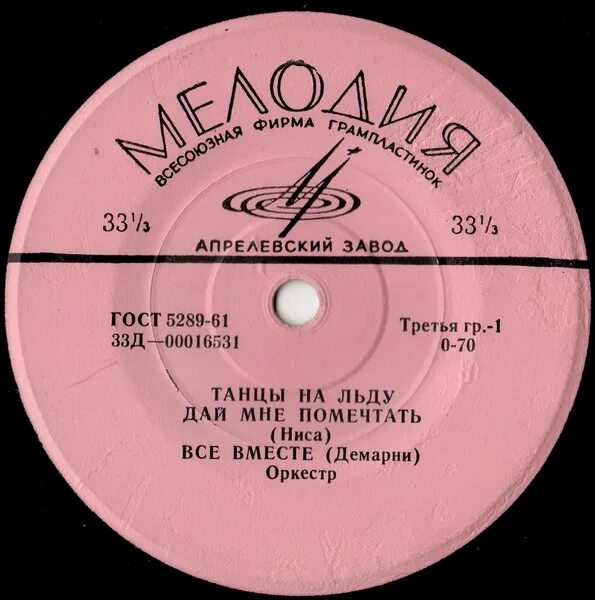 МЕЛОДИЯ
ВСЕСОЮЗНАЯ ФИРМА ГРАМПЛАСТИНОК
33⅓ 33⅓
АПРЕЛЕВСКИЙ ЗАВОД
ГОСТ 5289-61 Третья гр.-1
33Д—00016531 0-70
ТАНЦЫ НА ЛЬДУ
ДАЙ МНЕ ПОМЕЧТАТЬ
(Ниса)
ВСЕ ВМЕСТЕ (Демарни)
Оркестр